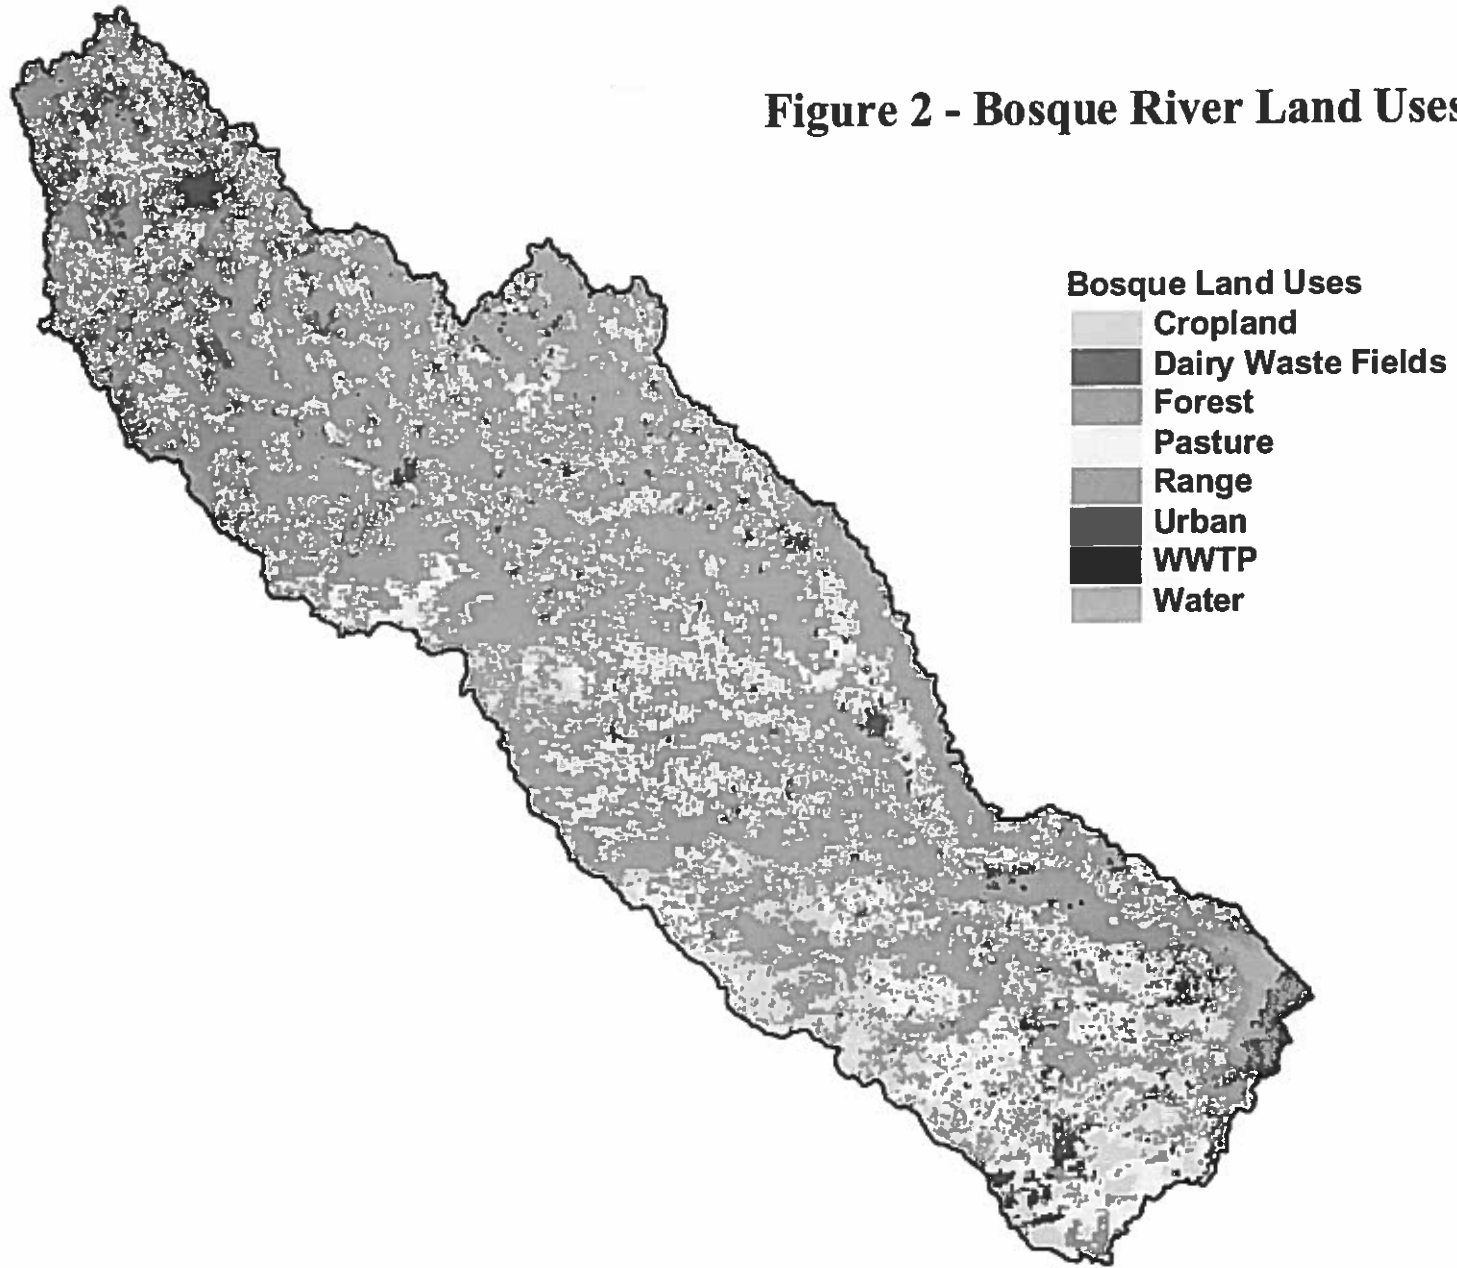 Figure 2 - Bosque River Land Uses
Bosque Land Uses
Cropland
Dairy Waste Fields
Forest
Pasture
Range
Urban
WWTP
Water